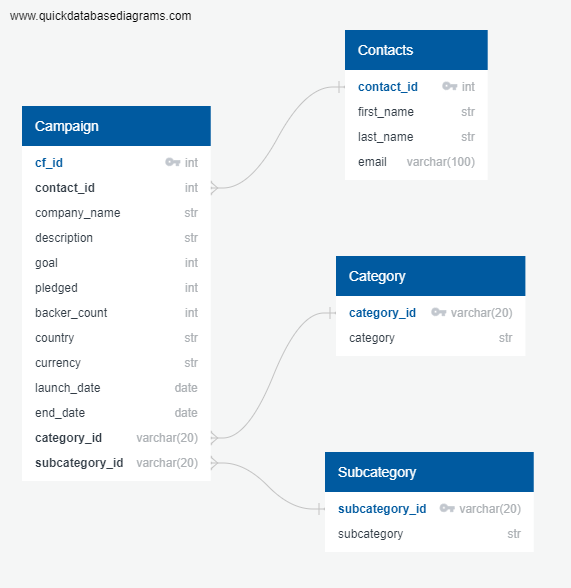 www.quickdatabasediagrams.com
Contacts
contact_id int
first_name str
last_name str
email varchar(100)
Campaign
cf_id int
contact_id int
company_name str
description str
goal int
pledged int
backer_count int
country str
currency str
launch_date date
end_date date
category_id varchar(20)
subcategory_id varchar(20)
Category
category_id varchar(20)
category str
Subcategory
subcategory_id varchar(20)
subcategory str